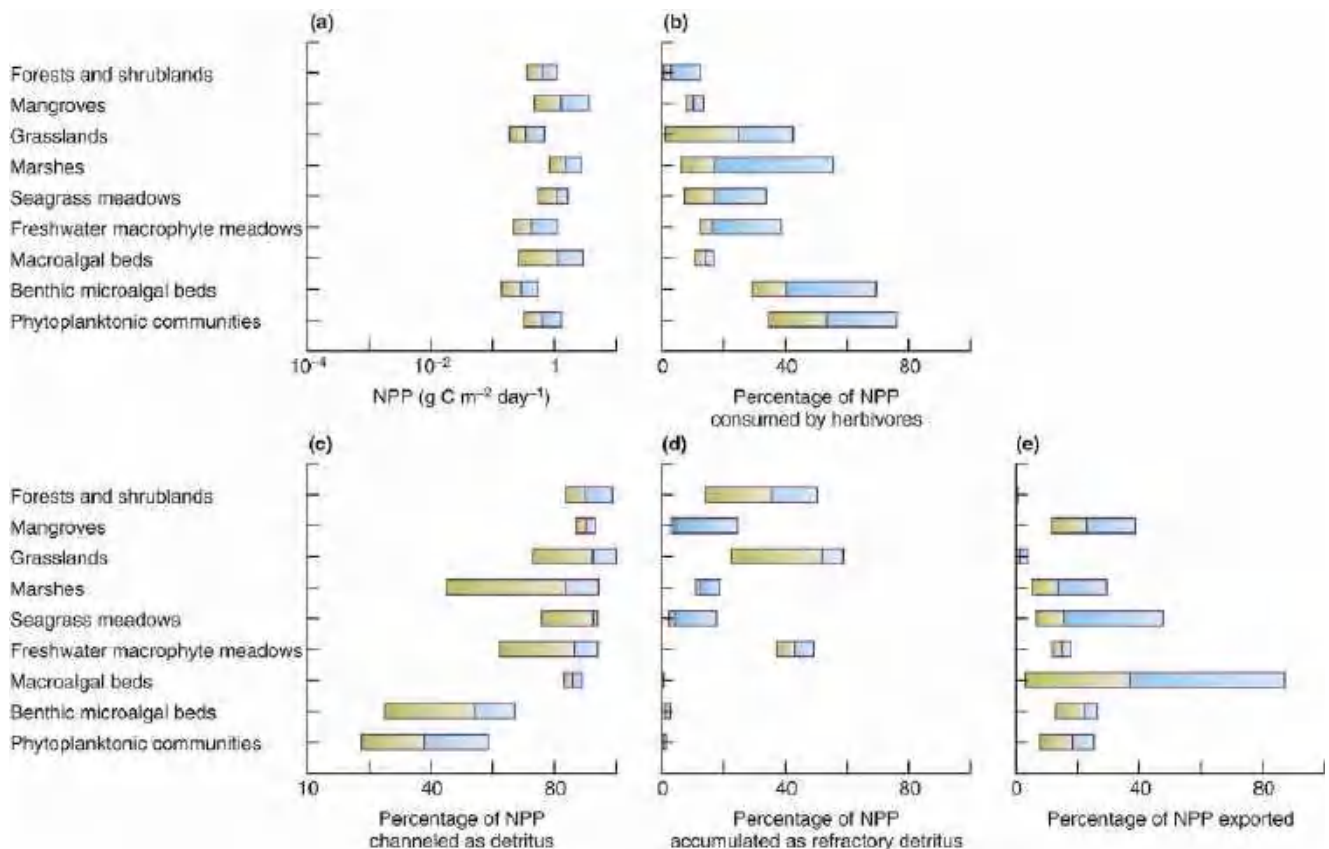 (a) (b)
Forests and shrublands
Mangroves
Grasslands
Marshes
Seagrass meadows
Freshwater macrophyte meadows
Macroalgal beds
Benthic microalgal beds
Phytoplanktonic communities
10⁻⁴ 10⁻² 1 0 40 80
NPP (g C m⁻² day⁻¹) Percentage of NPP
consumed by herbivores
(c) (d) (e)
Forests and shrublands
Mangroves
Grasslands
Marshes
Seagrass meadows
Freshwater macrophyte meadows
Macroalgal beds
Benthic microalgal beds
Phytoplanktonic communities
10 40 80 0 40 80 0 40 80
Percentage of NPP Percentage of NPP Percentage of NPP exported
channeled as detritus accumulated as refractory detritus